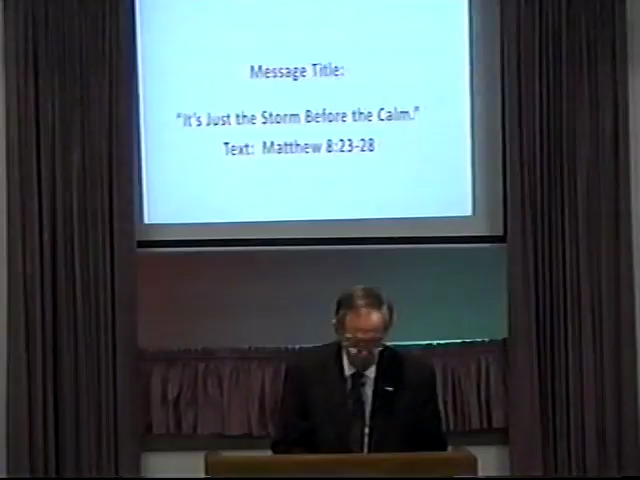 Message Title:
"It's Just the Storm Before the Calm."
Text: Matthew 8:23-28